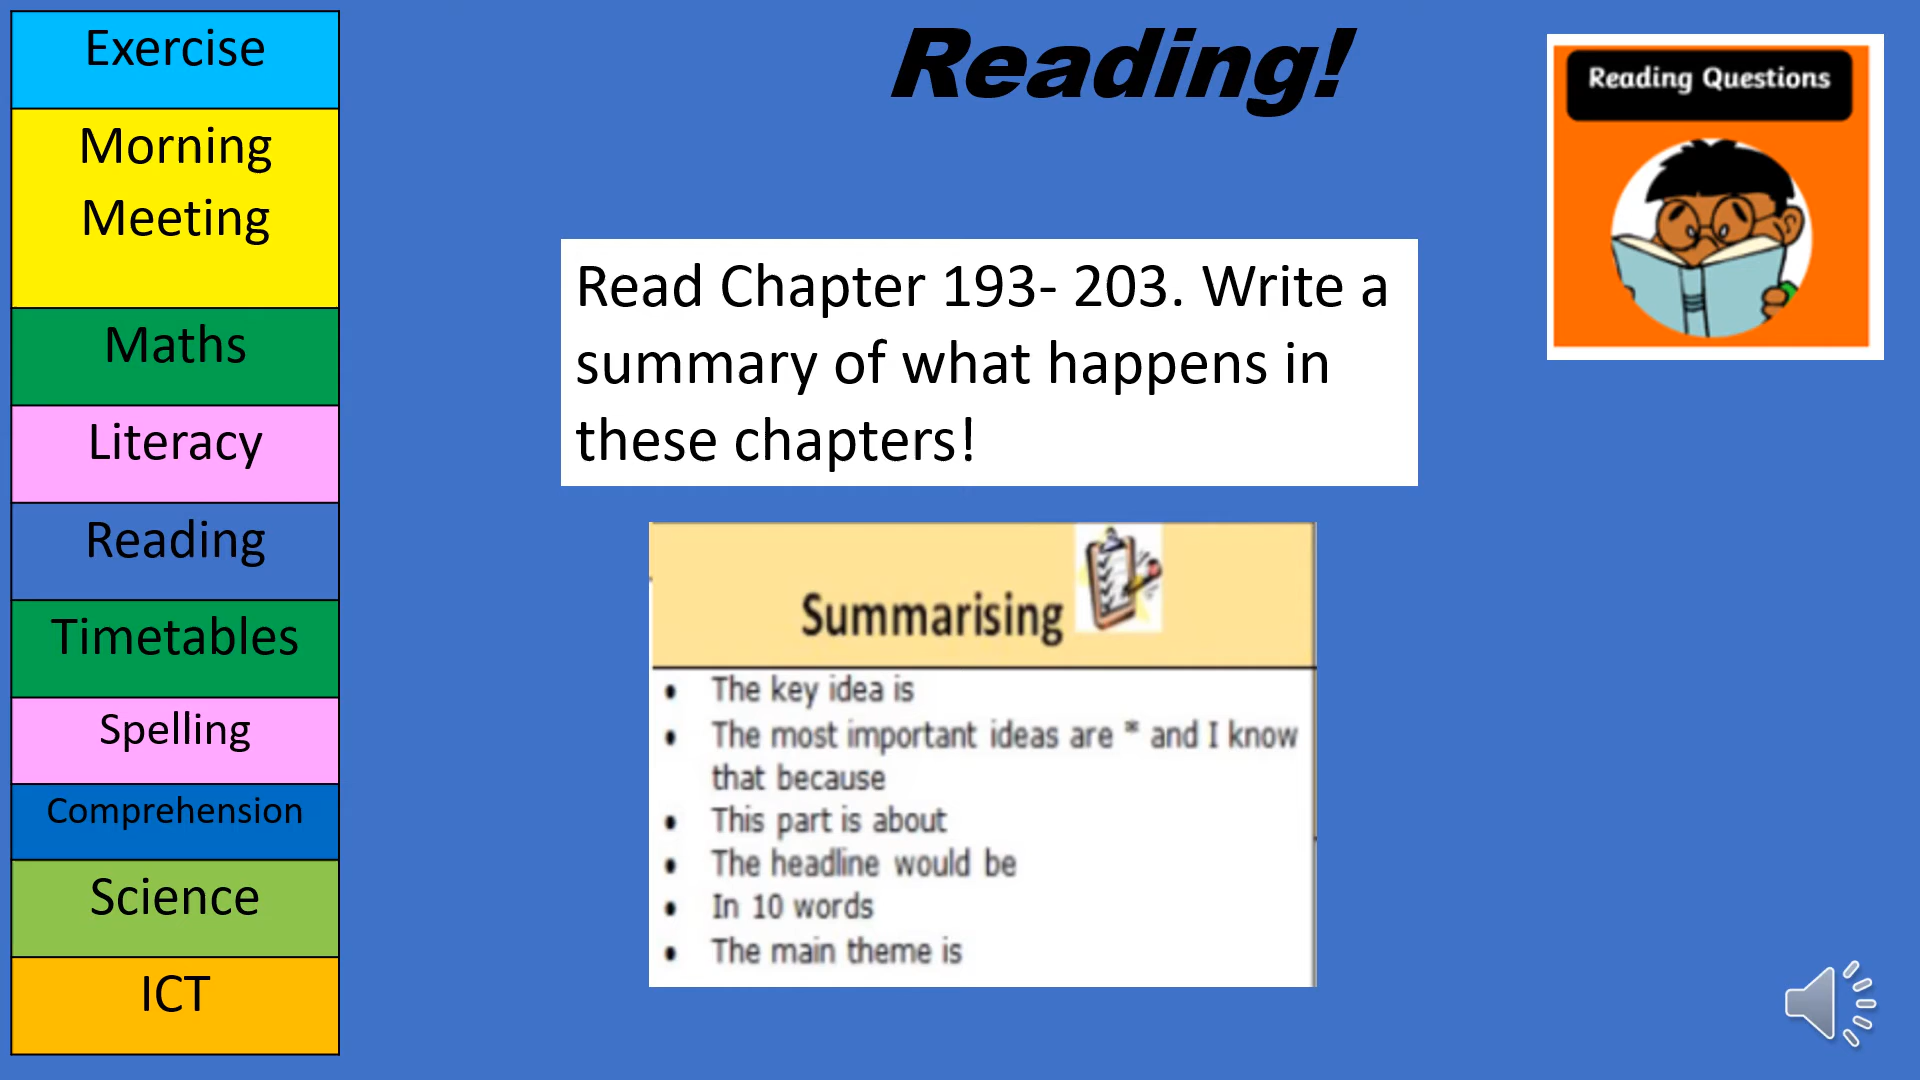 Exercise
Morning
Meeting
Maths
Literacy
Reading
Timetables
Spelling
Comprehension
Science
ICT
Reading!
Reading Questions
Read Chapter 193- 203. Write a
summary of what happens in
these chapters!
Summarising
• The key idea is
• The most important ideas are * and I know
that because
• This part is about
• The headline would be
• In 10 words
• The main theme is